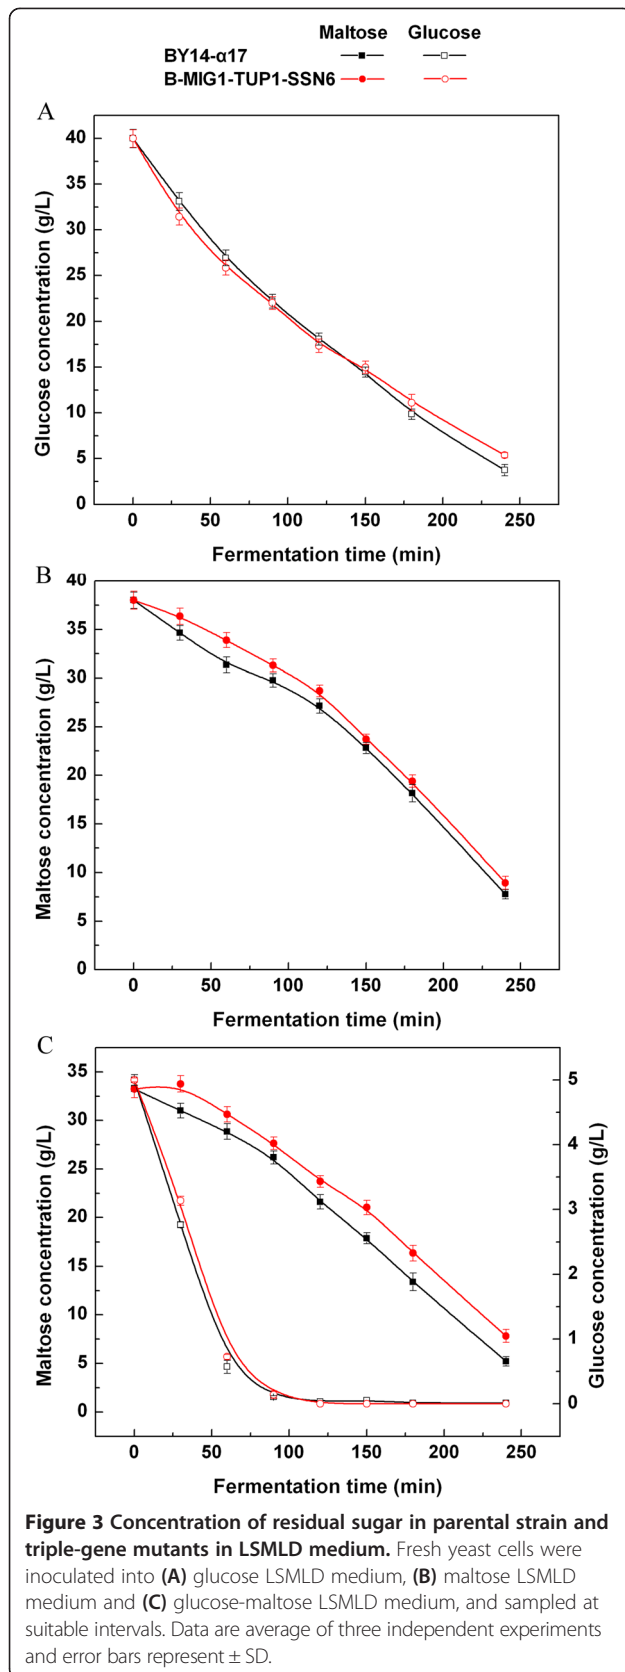 Maltose Glucose
BY14-α17
B-MIG1-TUP1-SSN6
A
40
35
30
25
20
15
10
5
0
Glucose concentration (g/L)
0 50 100 150 200 250
Fermentation time (min)
B
40
35
30
25
20
15
10
5
0
Maltose concentration (g/L)
0 50 100 150 200 250
Fermentation time (min)
C
35
30
25
20
15
10
5
0
Maltose concentration (g/L)
5
4
3
2
1
0
Glucose concentration (g/L)
0 50 100 150 200 250
Fermentation time (min)
Figure 3 Concentration of residual sugar in parental strain and
triple-gene mutants in LSMLD medium. Fresh yeast cells were
inoculated into (A) glucose LSMLD medium, (B) maltose LSMLD
medium and (C) glucose-maltose LSMLD medium, and sampled at
suitable intervals. Data are average of three independent experiments
and error bars represent ± SD.